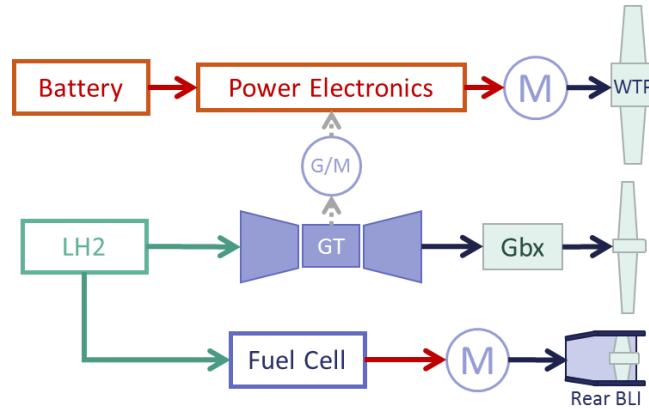 Battery
Power Electronics
M
WTP
G/M
LH2
GT
Gbx
Fuel Cell
M
Rear BLI